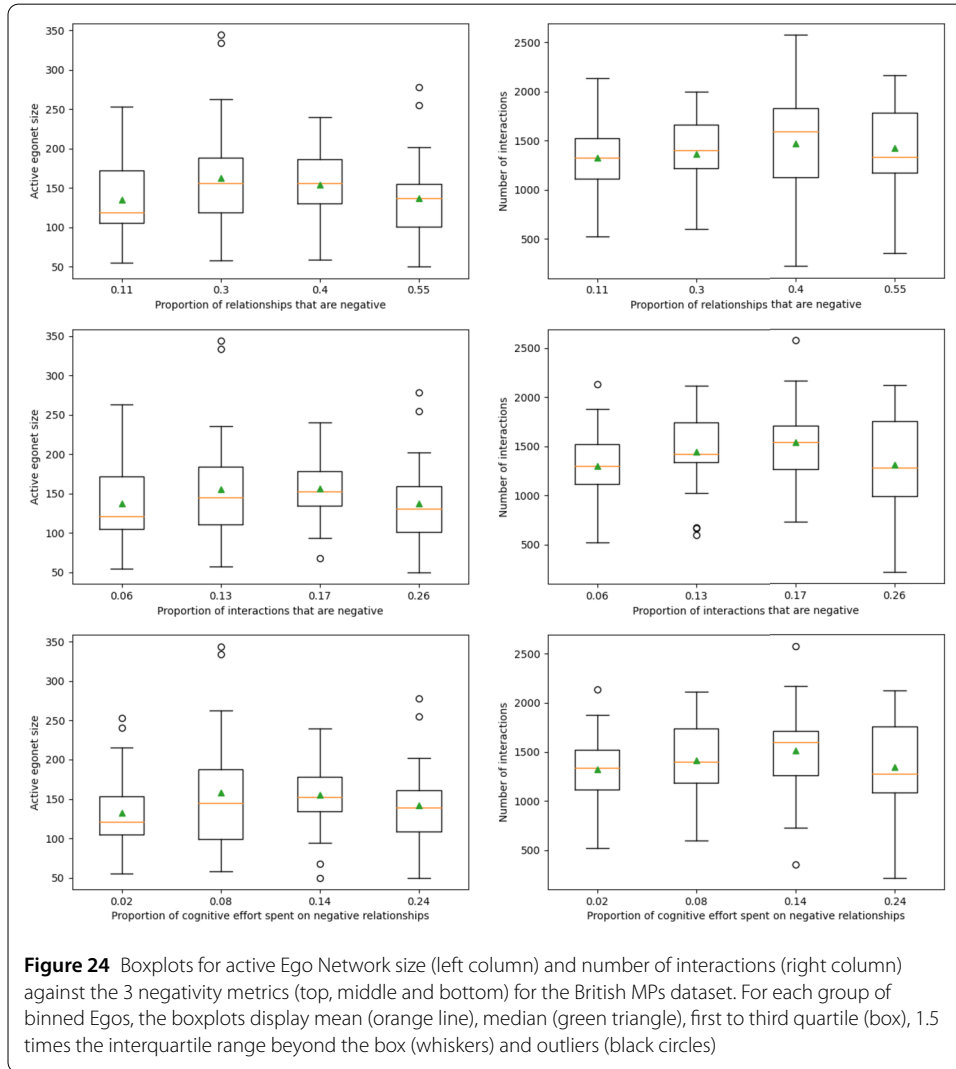 350
300
250
200
150
100
50
Active egonet size
0.11 0.3 0.4 0.55
Proportion of relationships that are negative
2500
2000
1500
1000
500
Number of interactions
0.11 0.3 0.4 0.55
Proportion of relationships that are negative
350
300
250
200
150
100
50
Active egonet size
0.06 0.13 0.17 0.26
Proportion of interactions that are negative
2500
2000
1500
1000
500
Number of interactions
0.06 0.13 0.17 0.26
Proportion of interactions that are negative
350
300
250
200
150
100
50
Active egonet size
0.02 0.08 0.14 0.24
Proportion of cognitive effort spent on negative relationships
2500
2000
1500
1000
500
Number of interactions
0.02 0.08 0.14 0.24
Proportion of cognitive effort spent on negative relationships
Figure 24 Boxplots for active Ego Network size (left column) and number of interactions (right column)
against the 3 negativity metrics (top, middle and bottom) for the British MPs dataset. For each group of
binned Egos, the boxplots display mean (orange line), median (green triangle), first to third quartile (box), 1.5
times the interquartile range beyond the box (whiskers) and outliers (black circles)